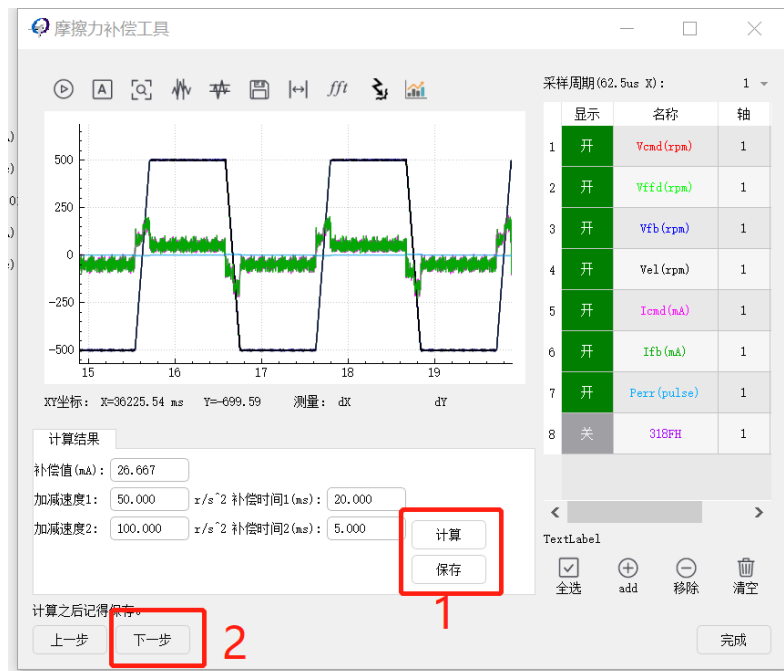 摩擦力补偿工具
A
fft
采样周期(62.5us X): 1
显示 名称 轴
1 开 Vcmd(rpm) 1
2 开 Vffd(rpm) 1
3 开 Vfb(rpm) 1
4 开 Vel(rpm) 1
5 开 Icmd(mA) 1
6 开 Ifb(mA) 1
7 开 Perr(pulse) 1
8 关 318FH 1
500
250
0
-250
-500
15 16 17 18 19
XY坐标: X=36225.54 ms Y=-699.59 测量: dX dY
计算结果
补偿值(mA): 26.667
加减速度1: 50.000 r/s^2 补偿时间1(ms): 20.000
加减速度2: 100.000 r/s^2 补偿时间2(ms): 5.000
计算
保存
1
TextLabel
全选 add 移除 清空
计算之后记得保存。
上一步 下一步 2 完成